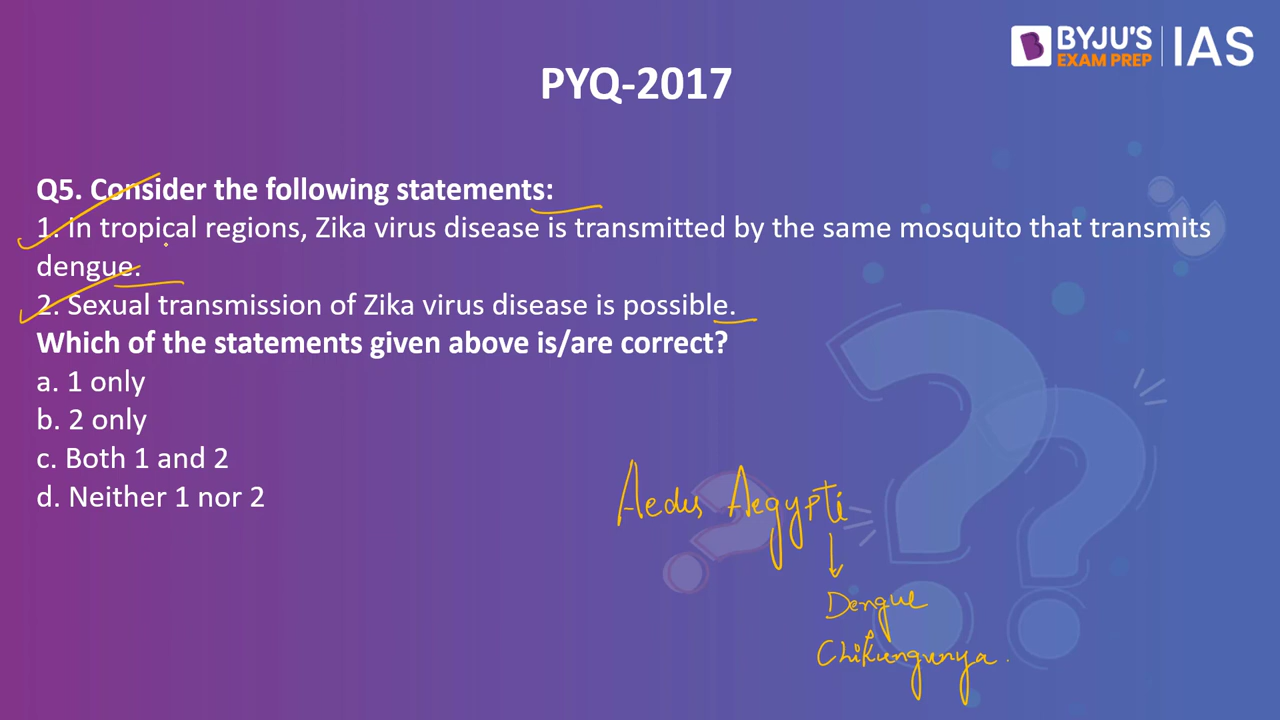 BYJU'S
EXAM PREP
IAS
PYQ-2017
Q5. Consider the following statements:
1. In tropical regions, Zika virus disease is transmitted by the same mosquito that transmits
dengue.
2. Sexual transmission of Zika virus disease is possible.
Which of the statements given above is/are correct?
a. 1 only
b. 2 only
c. Both 1 and 2
d. Neither 1 nor 2
Aedes Aegypti
Dengue
Chikungunya.